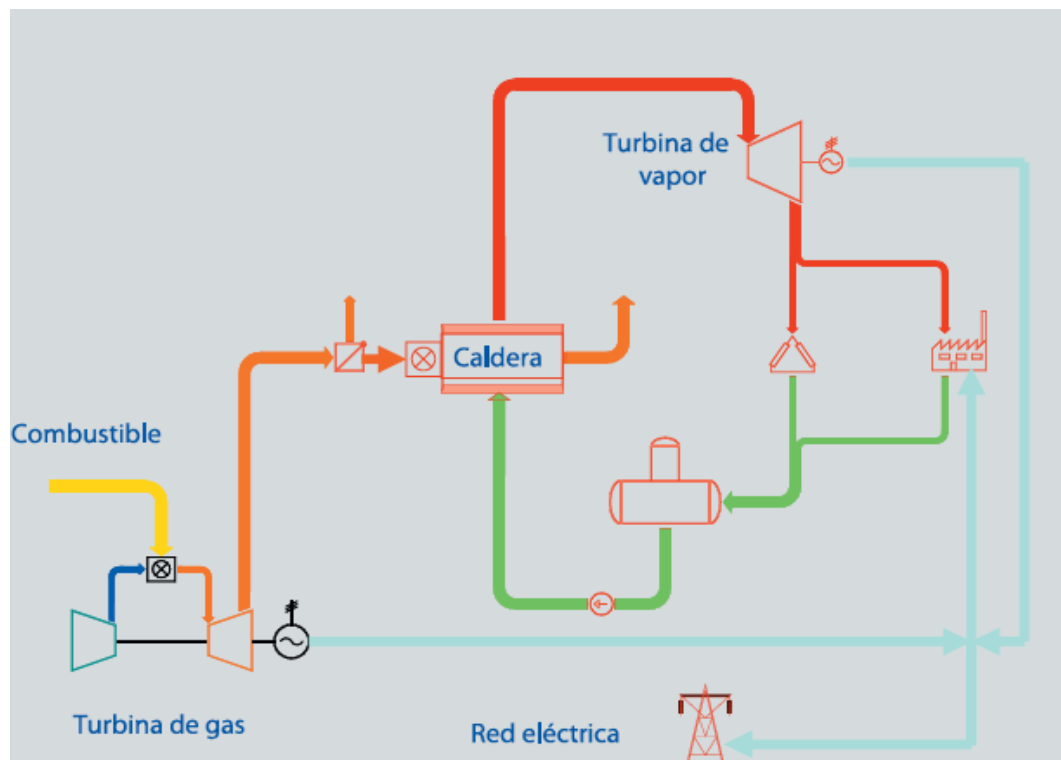 Turbina de
vapor
Caldera
Combustible
Turbina de gas
Red eléctrica